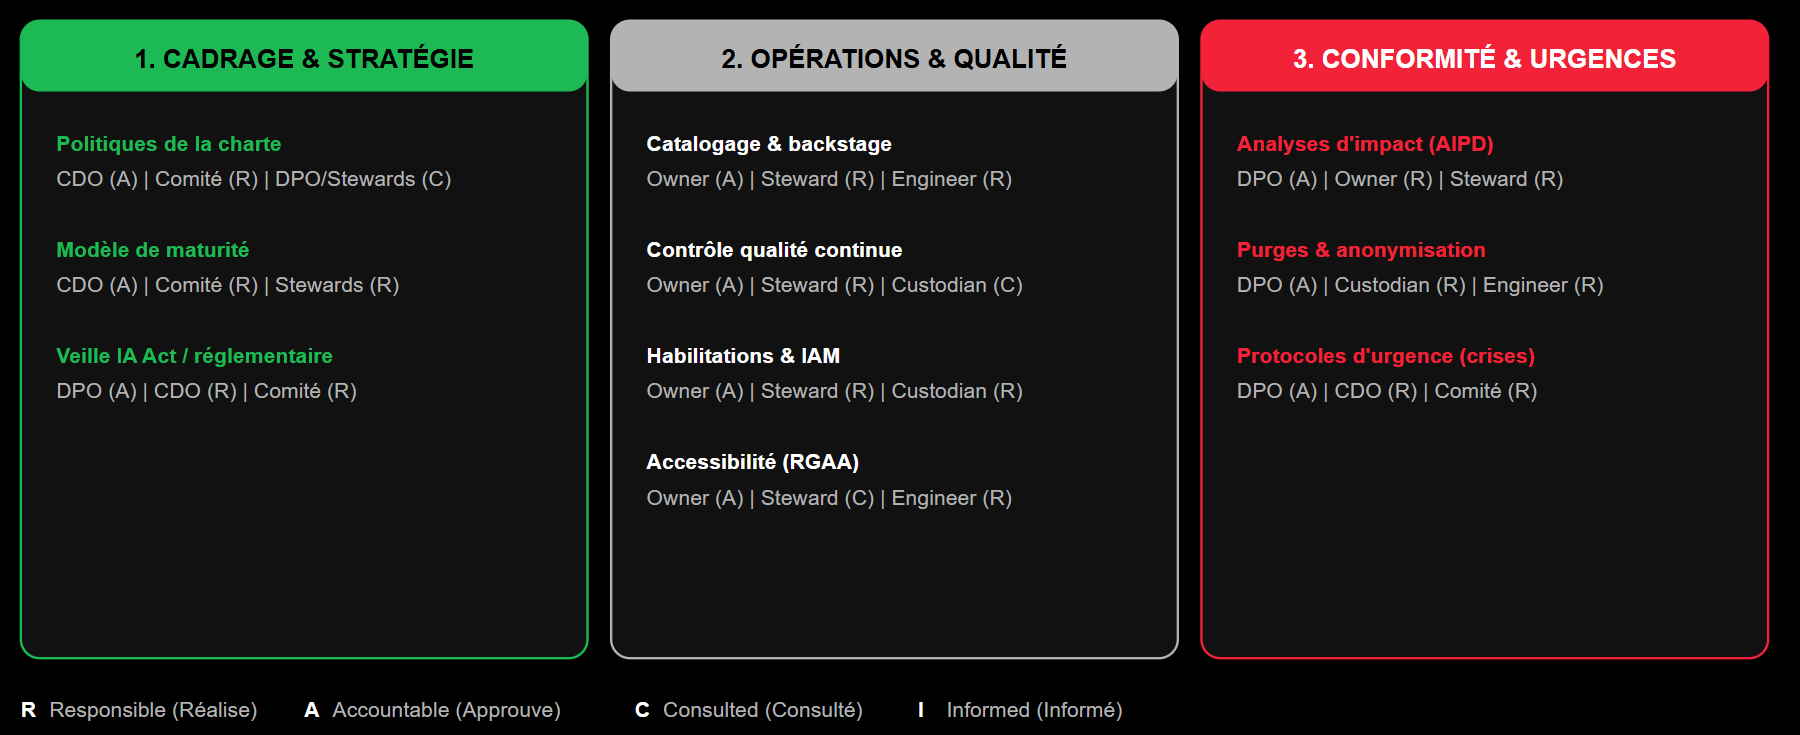 1. CADRAGE & STRATÉGIE
Politiques de la charte
CDO (A) | Comité (R) | DPO/Stewards (C)
Modèle de maturité
CDO (A) | Comité (R) | Stewards (R)
Veille IA Act / réglementaire
DPO (A) | CDO (R) | Comité (R)
2. OPÉRATIONS & QUALITÉ
Catalogage & backstage
Owner (A) | Steward (R) | Engineer (R)
Contrôle qualité continue
Owner (A) | Steward (R) | Custodian (C)
Habilitations & IAM
Owner (A) | Steward (R) | Custodian (R)
Accessibilité (RGAA)
Owner (A) | Steward (C) | Engineer (R)
3. CONFORMITÉ & URGENCES
Analyses d'impact (AIPD)
DPO (A) | Owner (R) | Steward (R)
Purges & anonymisation
DPO (A) | Custodian (R) | Engineer (R)
Protocoles d'urgence (crises)
DPO (A) | CDO (R) | Comité (R)
R Responsible (Réalise) A Accountable (Approuve) C Consulted (Consulté) I Informed (Informé)